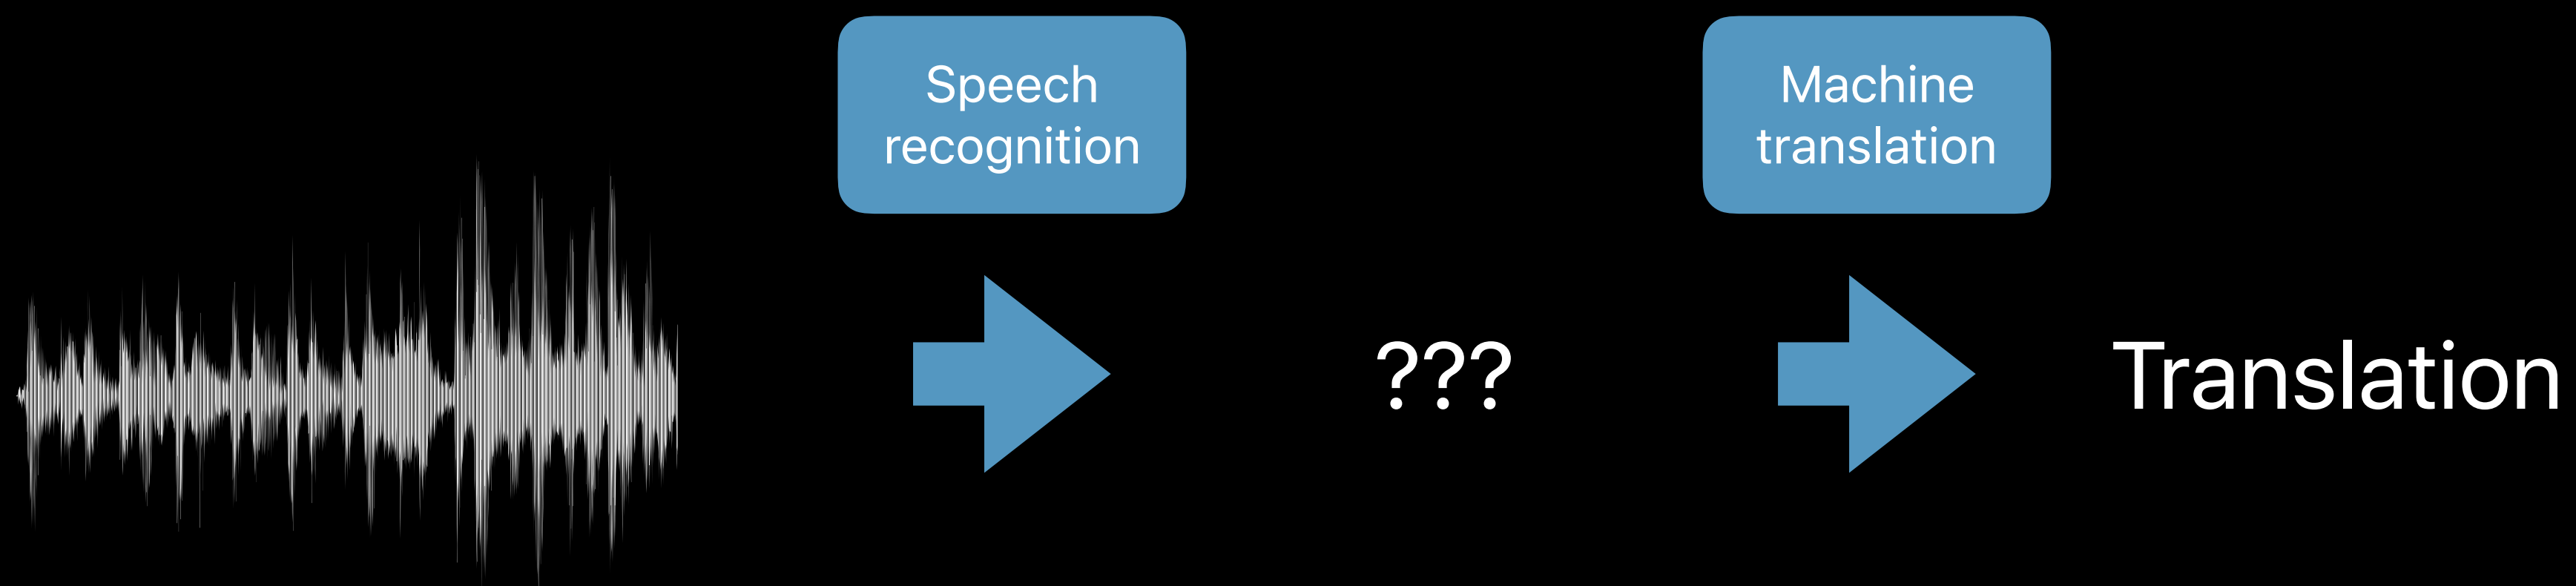 Speech
recognition
Machine
translation
???
Translation